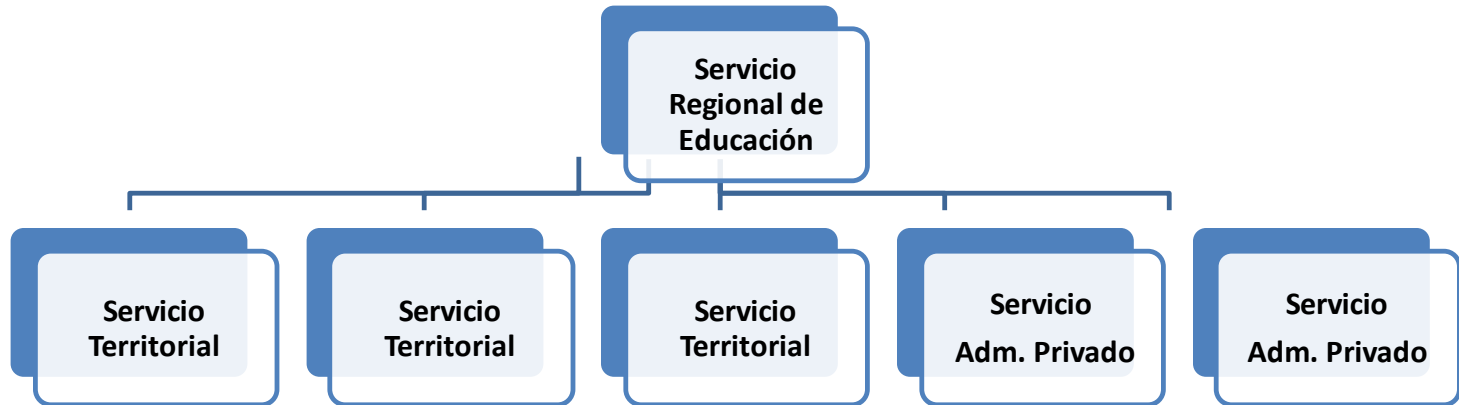 Servicio
Regional de
Educación
Servicio
Territorial
Servicio
Territorial
Servicio
Territorial
Servicio
Adm. Privado
Servicio
Adm. Privado